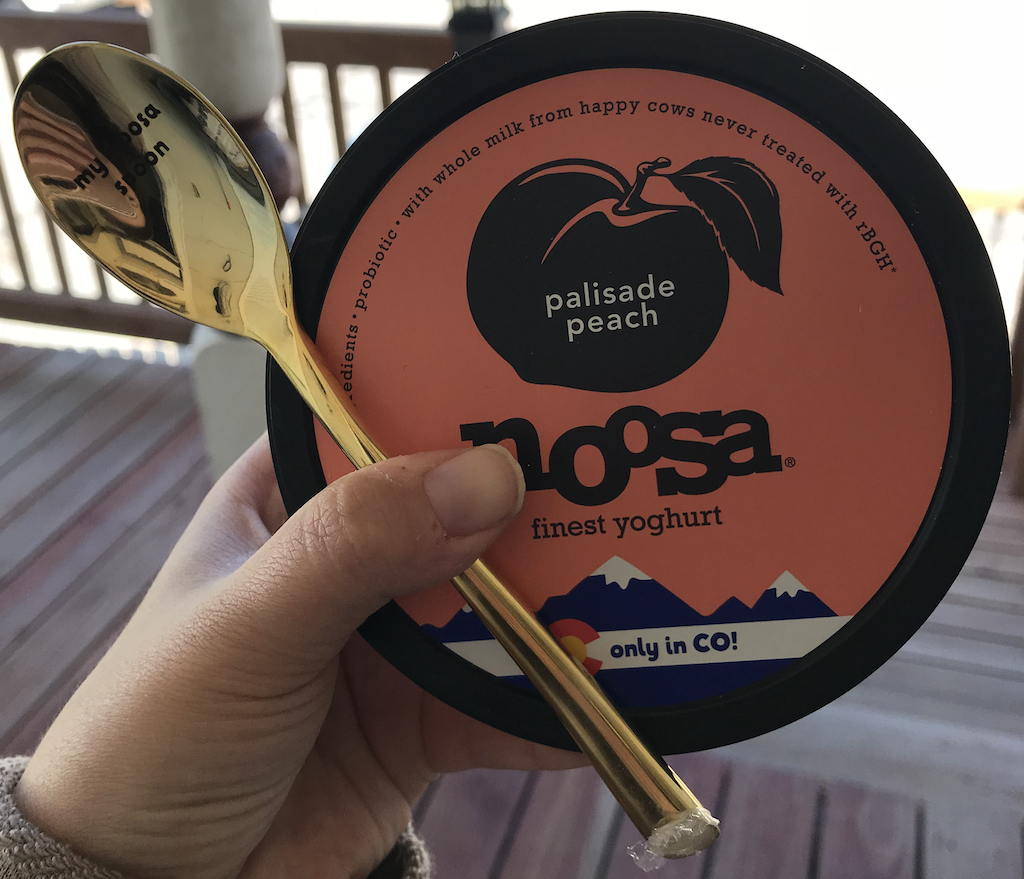 my noosa
spoon
redients • probiotic • with whole milk from happy cows never treated with rBGH*
palisade
peach
noosa®
finest yoghurt
only in CO!